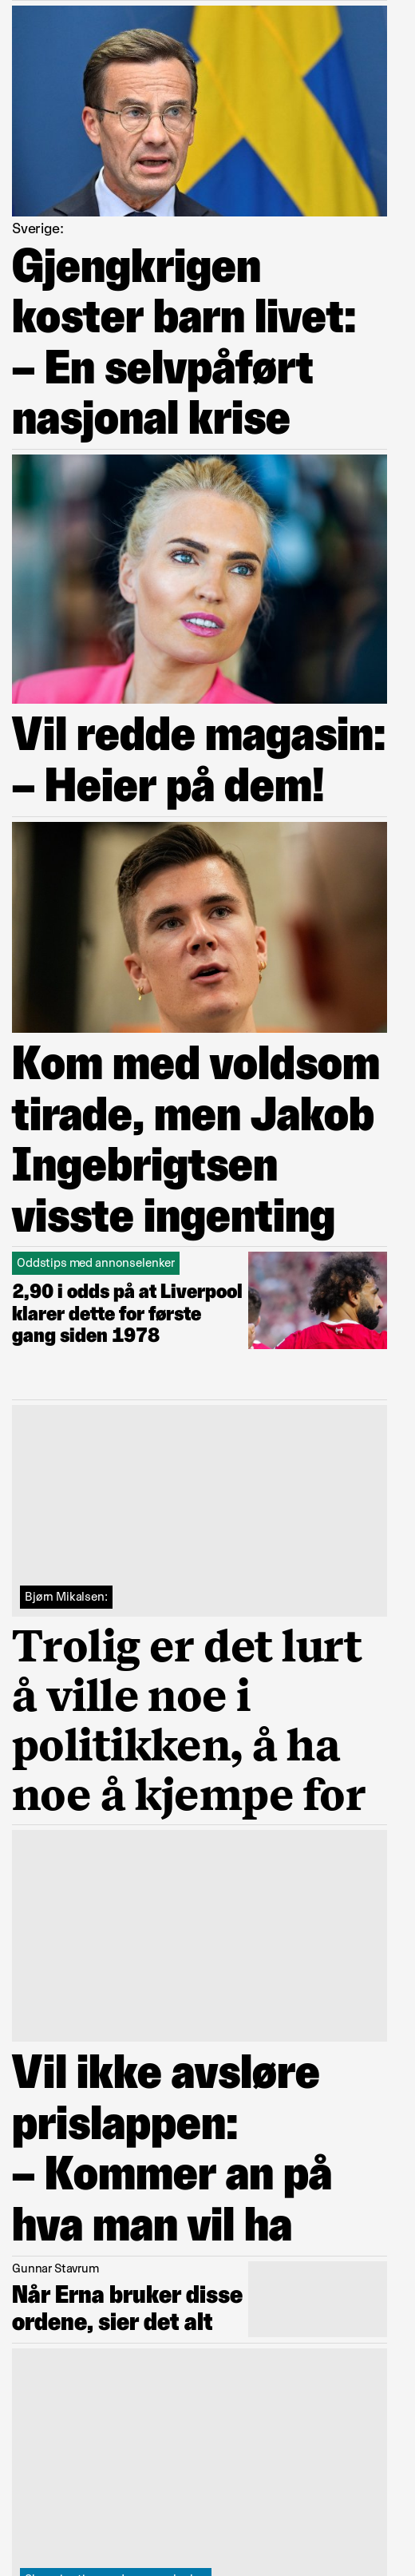 Sverige:
Gjengkrigen
koster barn livet:
– En selvpåført
nasjonal krise
Vil redde magasin:
– Heier på dem!
Kom med voldsom
tirade, men Jakob
Ingebrigtsen
visste ingenting
Oddstips med annonselenker
2,90 i odds på at Liverpool
klarer dette for første
gang siden 1978
Bjørn Mikalsen:
Trolig er det lurt
å ville noe i
politikken, å ha
noe å kjempe for
Vil ikke avsløre
prislappen:
– Kommer an på
hva man vil ha
Gunnar Stavrum
Når Erna bruker disse
ordene, sier det alt